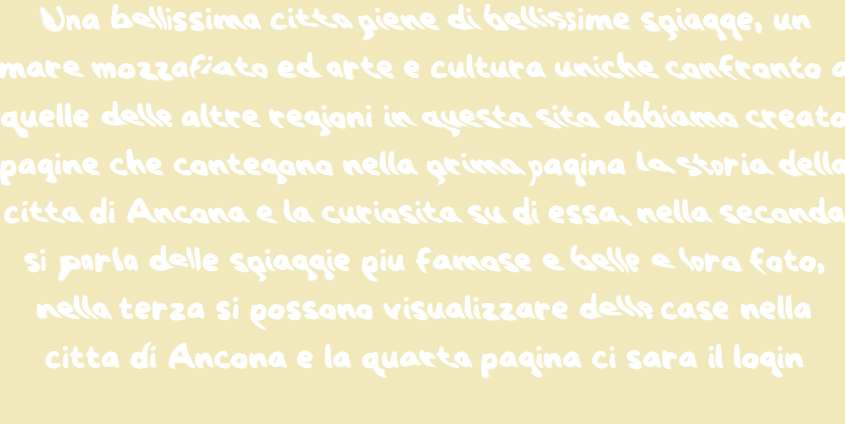 Una bellissima citta piene di bellissime spiagge, un
mare mozzafiato ed arte e cultura uniche confronto a
quelle delle altre regioni in questo sito abbiamo creato
pagine che contegono nella prima pagina la storia della
citta di Ancona e la curiosita su di essa, nella seconda
si parla delle spiaggie piu famose e belle e loro foto,
nella terza si possono visualizzare delle case nella
citta di Ancona e la quarta pagina ci sara il login